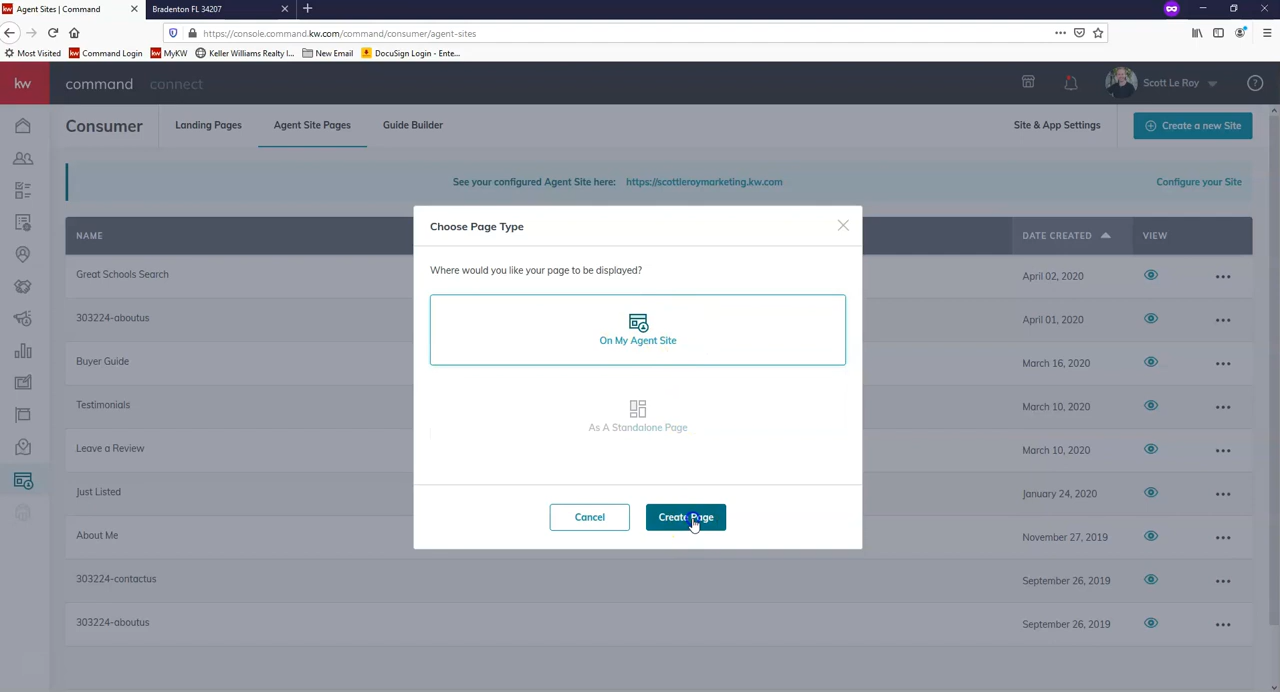 Agent Sites | Command
Bradenton FL 34207
https://console.command.kw.com/command/consumer/agent-sites
Most Visited
kw Command Login
kw MyKW
Keller Williams Realty I...
New Email
DocuSign Login - Ente...
kw
command
connect
Scott Le Roy
Consumer
Landing Pages
Agent Site Pages
Guide Builder
Site & App Settings
Create a new Site
See your configured Agent Site here: https://scottleroymarketing.kw.com
Configure your Site
NAME
DATE CREATED
VIEW
Great Schools Search
April 02, 2020
303224-aboutus
April 01, 2020
Buyer Guide
March 16, 2020
Testimonials
March 10, 2020
Leave a Review
March 10, 2020
Just Listed
January 24, 2020
About Me
November 27, 2019
303224-contactus
September 26, 2019
303224-aboutus
September 26, 2019
Choose Page Type
Where would you like your page to be displayed?
On My Agent Site
As A Standalone Page
Cancel
Create Page